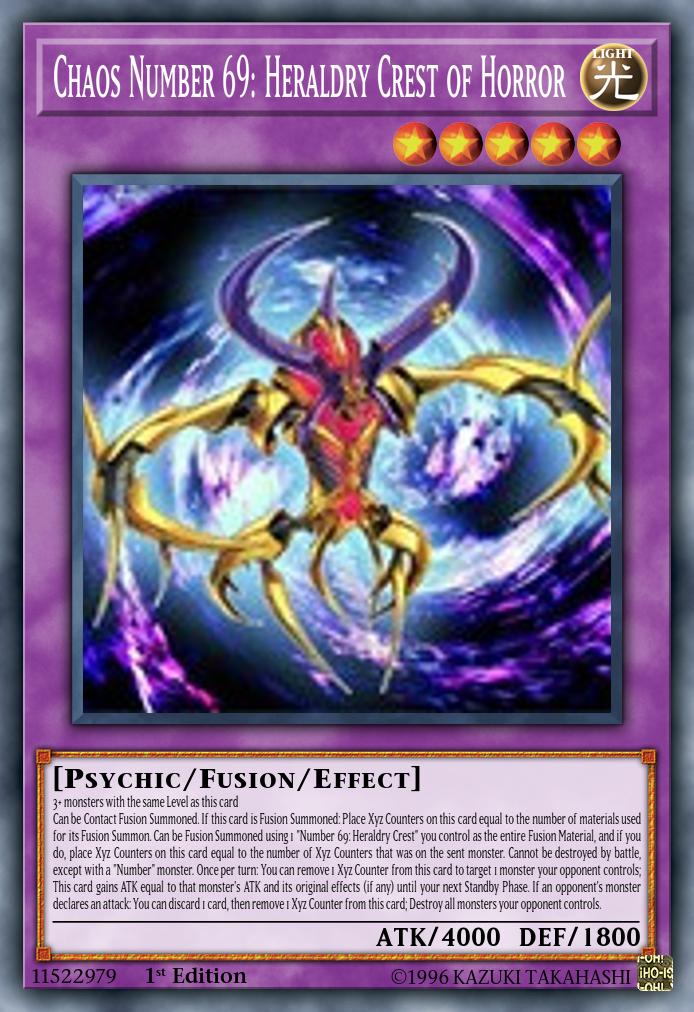 CHAOS NUMBER 69: HERALDRY CREST OF HORROR
LIGHT
光
[PSYCHIC/FUSION/EFFECT]
3+ monsters with the same Level as this card
Can be Contact Fusion Summoned. If this card is Fusion Summoned: Place Xyz Counters on this card equal to the number of materials used
for its Fusion Summon. Can be Fusion Summoned using 1 "Number 69: Heraldry Crest" you control as the entire Fusion Material, and if you
do, place Xyz Counters on this card equal to the number of Xyz Counters that was on the sent monster. Cannot be destroyed by battle,
except with a "Number" monster. Once per turn: You can remove 1 Xyz Counter from this card to target 1 monster your opponent controls;
This card gains ATK equal to that monster's ATK and its original effects (if any) until your next Standby Phase. If an opponent's monster
declares an attack: You can discard 1 card, then remove 1 Xyz Counter from this card; Destroy all monsters your opponent controls.
ATK/4000 DEF/1800
11522979 1st Edition ©1996 KAZUKI TAKAHASHI